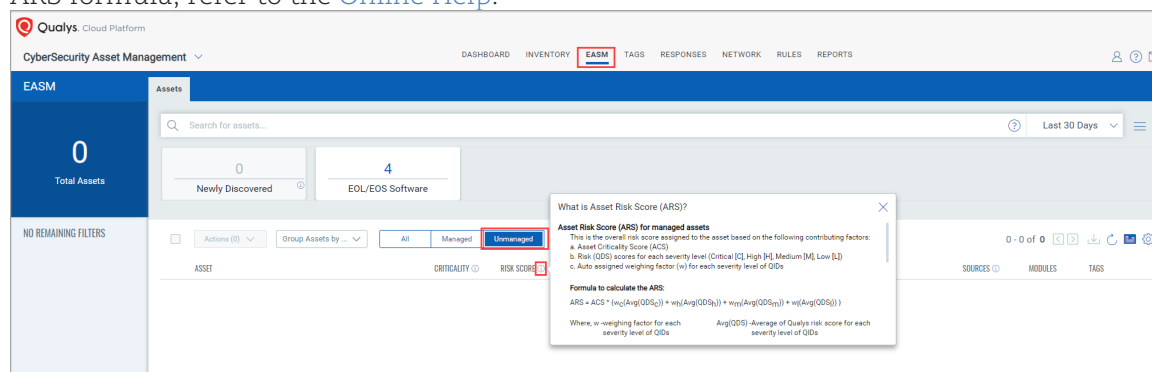 ARS formula, refer to the Online Help.
Qualys. Cloud Platform
CyberSecurity Asset Management
DASHBOARD INVENTORY EASM TAGS RESPONSES NETWORK RULES REPORTS
EASM
Assets
Search for assets...
Last 30 Days
0
Total Assets
0
Newly Discovered
4
EOL/EOS Software
NO REMAINING FILTERS
Actions (0)
Group Assets by ...
All
Managed
Unmanaged
0 - 0 of 0
ASSET
CRITICALITY
RISK SCORE
SOURCES
MODULES
TAGS
What is Asset Risk Score (ARS)?
Asset Risk Score (ARS) for managed assets
This is the overall risk score assigned to the asset based on the following contributing factors:
a. Asset Criticality Score (ACS)
b. Risk (QDS) scores for each severity level (Critical [C], High [H], Medium [M], Low [L])
c. Auto assigned weighing factor (w) for each severity level of QIDs
Formula to calculate the ARS:
ARS = ACS * (wc(Avg(QDSc)) + wh(Avg(QDSh)) + wm(Avg(QDSm)) + wl(Avg(QDSl)) )
Where, w -weighing factor for each severity level of QIDs
Avg(QDS) -Average of Qualys risk score for each severity level of QIDs